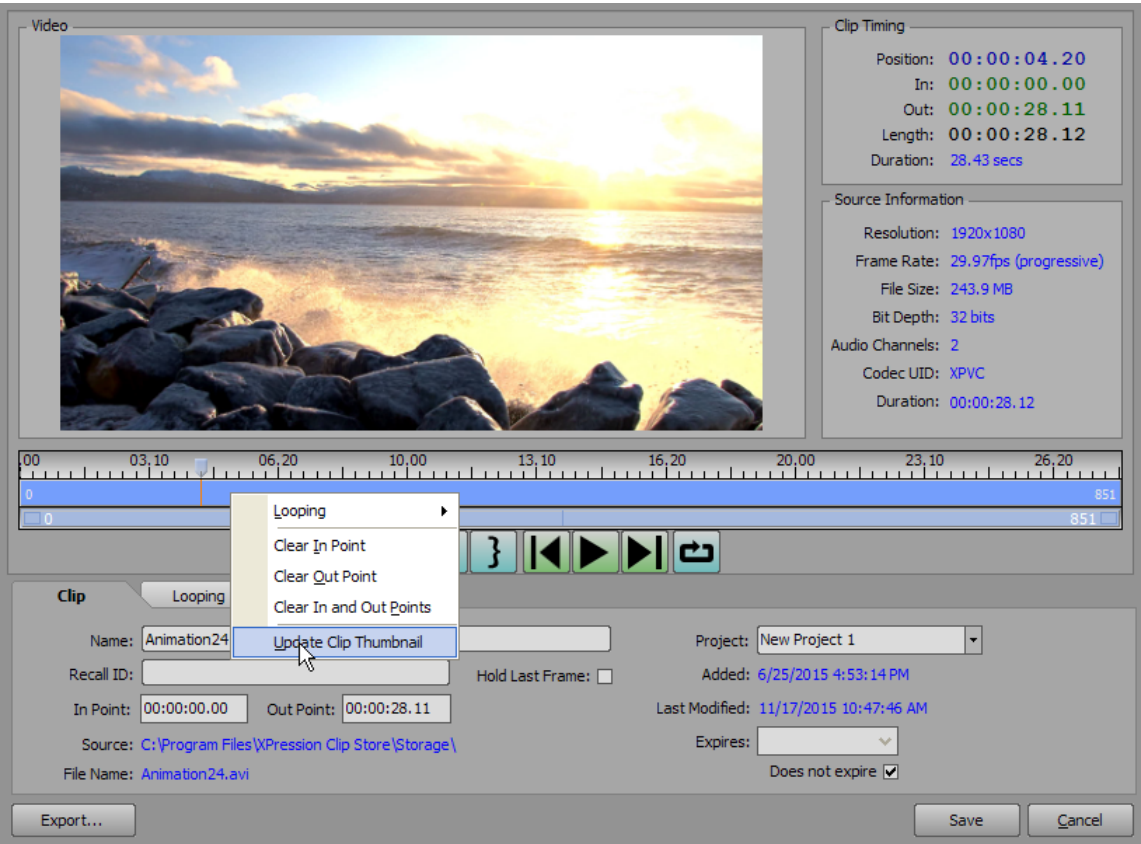 Video
Clip Timing
Position: 00:00:04.20
In: 00:00:00.00
Out: 00:00:28.11
Length: 00:00:28.12
Duration: 28.43 secs
Source Information
Resolution: 1920x1080
Frame Rate: 29.97fps (progressive)
File Size: 243.9 MB
Bit Depth: 32 bits
Audio Channels: 2
Codec UID: XPVC
Duration: 00:00:28.12
.00 03.10 06.20 10.00 13.10 16.20 20.00 23.10 26.20
0 851
0 851
Looping
Clear In Point
Clear Out Point
Clear In and Out Points
Update Clip Thumbnail
}
Clip Looping
Name: Animation24
Project: New Project 1
Recall ID:
Hold Last Frame:
Added: 6/25/2015 4:53:14 PM
In Point: 00:00:00.00 Out Point: 00:00:28.11
Last Modified: 11/17/2015 10:47:46 AM
Source: C:\Program Files\XPression Clip Store\Storage\
Expires:
File Name: Animation24.avi
Does not expire
Export... Save Cancel